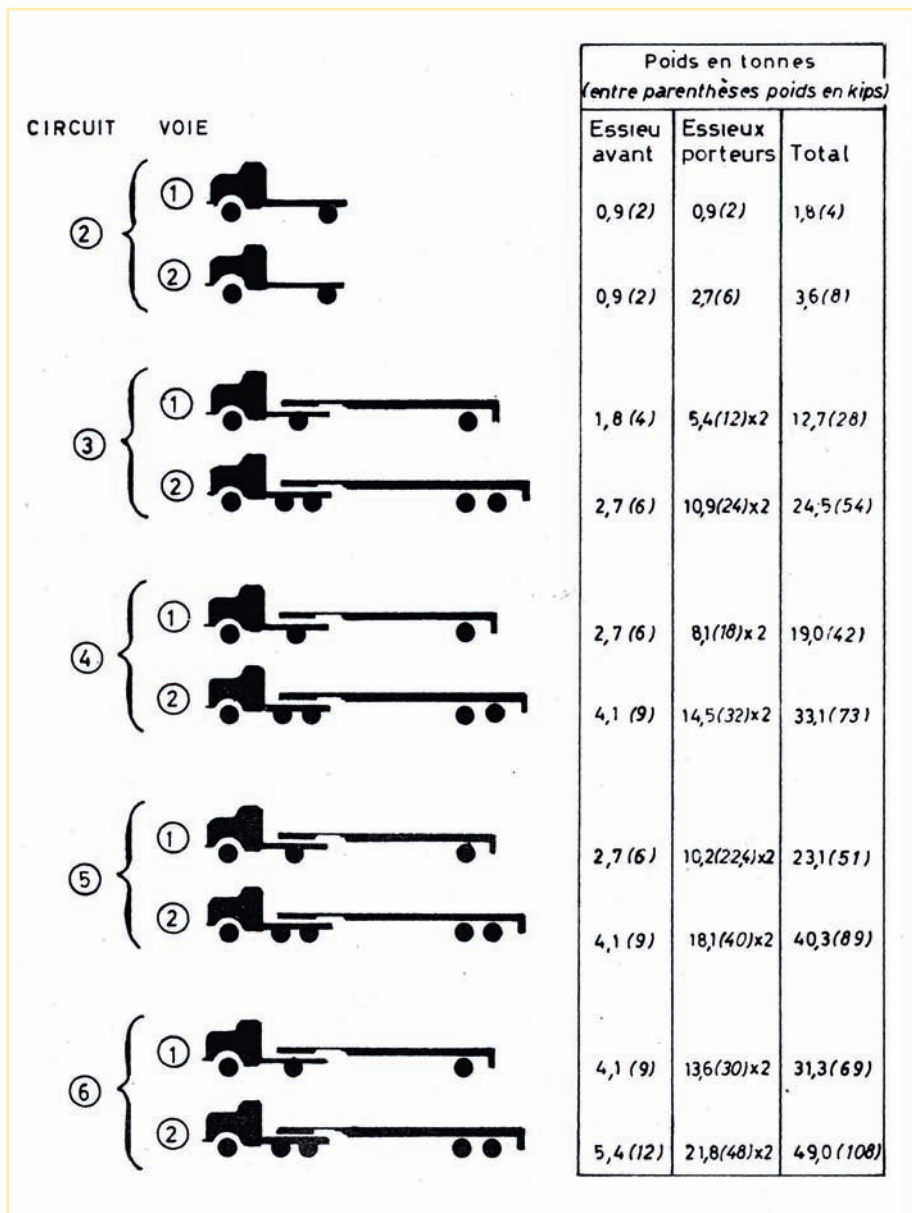 Poids en tonnes
(entre parenthèses poids en kips)
CIRCUIT VOIE Essieu avant Essieux porteurs Total
② ① 0,9(2) 0,9(2) 1,8(4)
② 0,9(2) 2,7(6) 3,6(8)
③ ① 1,8(4) 5,4(12)x2 12,7(28)
② 2,7(6) 10,9(24)x2 24,5(54)
④ ① 2,7(6) 8,1(18)x2 19,0(42)
② 4,1(9) 14,5(32)x2 33,1(73)
⑤ ① 2,7(6) 10,2(22,4)x2 23,1(51)
② 4,1(9) 18,1(40)x2 40,3(89)
⑥ ① 4,1(9) 13,6(30)x2 31,3(69)
② 5,4(12) 21,8(48)x2 49,0(108)